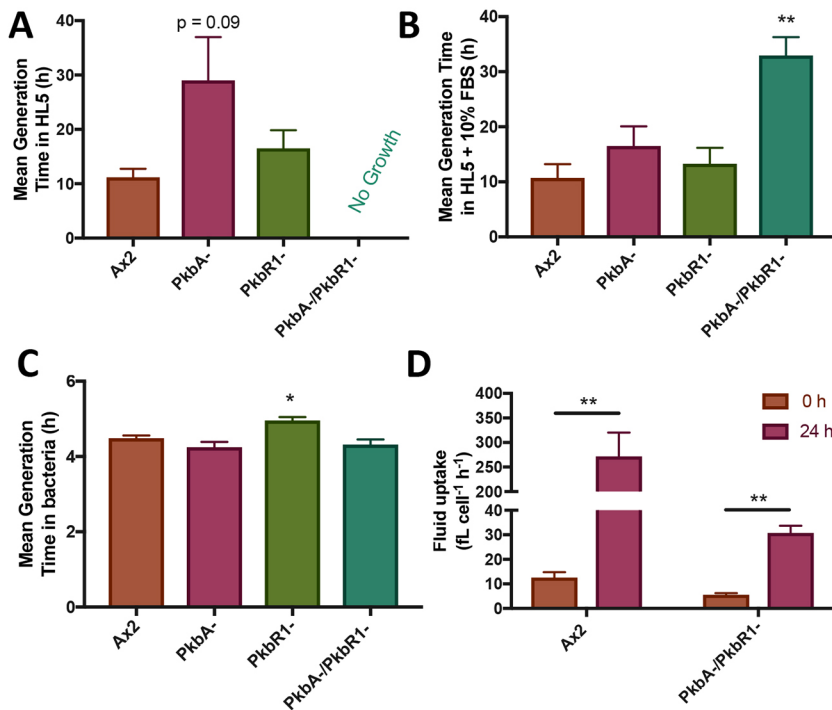 A
p = 0.09
Mean Generation
Time in HL5 (h)
40
30
20
10
0
No Growth
Ax2
PkbA-
PkbR1-
PkbA-/PkbR1-
B
**
Mean Generation Time
in HL5 + 10% FBS (h)
40
30
20
10
0
Ax2
PkbA-
PkbR1-
PkbA-/PkbR1-
C
*
Mean Generation
Time in bacteria (h)
6
4
2
0
Ax2
PkbA-
PkbR1-
PkbA-/PkbR1-
D
Fluid uptake
(fL cell⁻¹ h⁻¹)
400
350
300
250
200
40
30
20
10
0
**
**
0 h
24 h
Ax2
PkbA-/PkbR1-